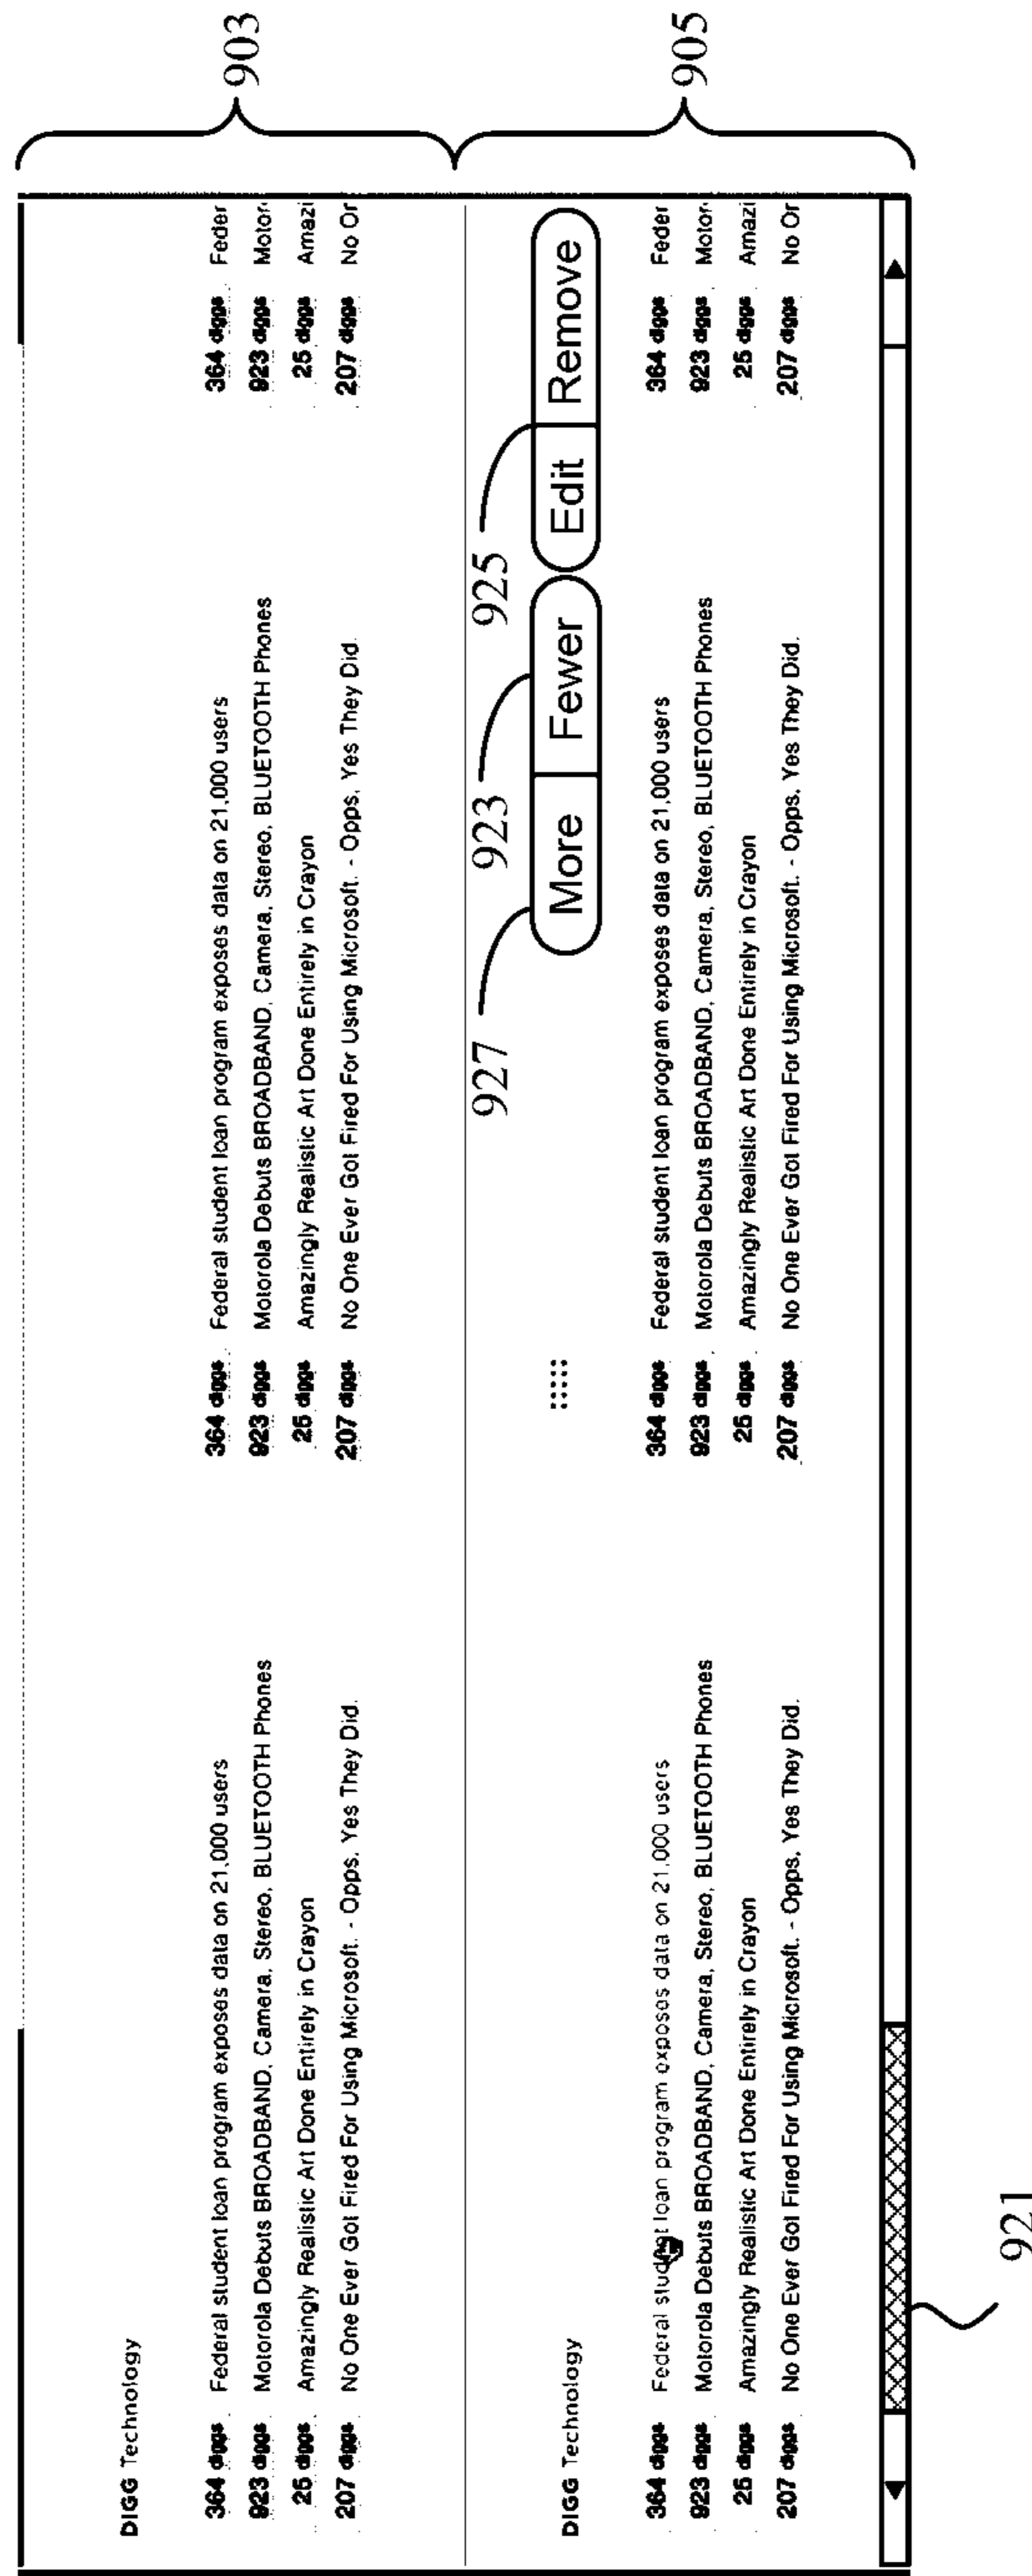 DIGG Technology
364 diggs Federal student loan program exposes data on 21,000 users 364 diggs Federal student loan program exposes data on 21,000 users 364 diggs Feder
923 diggs Motorola Debuts BROADBAND, Camera, Stereo, BLUETOOTH Phones 923 diggs Motorola Debuts BROADBAND, Camera, Stereo, BLUETOOTH Phones 923 diggs Motor
25 diggs Amazingly Realistic Art Done Entirely in Crayon 25 diggs Amazingly Realistic Art Done Entirely in Crayon 25 diggs Amazi
207 diggs No One Ever Got Fired For Using Microsoft. - Opps, Yes They Did. 207 diggs No One Ever Got Fired For Using Microsoft. - Opps, Yes They Did. 207 diggs No Or
903
927 923 925
DIGG Technology More Fewer Edit Remove
364 diggs Federal student loan program exposes data on 21,000 users 364 diggs Federal student loan program exposes data on 21,000 users 364 diggs Feder
923 diggs Motorola Debuts BROADBAND, Camera, Stereo, BLUETOOTH Phones 923 diggs Motorola Debuts BROADBAND, Camera, Stereo, BLUETOOTH Phones 923 diggs Motor
25 diggs Amazingly Realistic Art Done Entirely in Crayon 25 diggs Amazingly Realistic Art Done Entirely in Crayon 25 diggs Amazi
207 diggs No One Ever Got Fired For Using Microsoft. - Opps, Yes They Did. 207 diggs No One Ever Got Fired For Using Microsoft. - Opps, Yes They Did. 207 diggs No Or
905
921